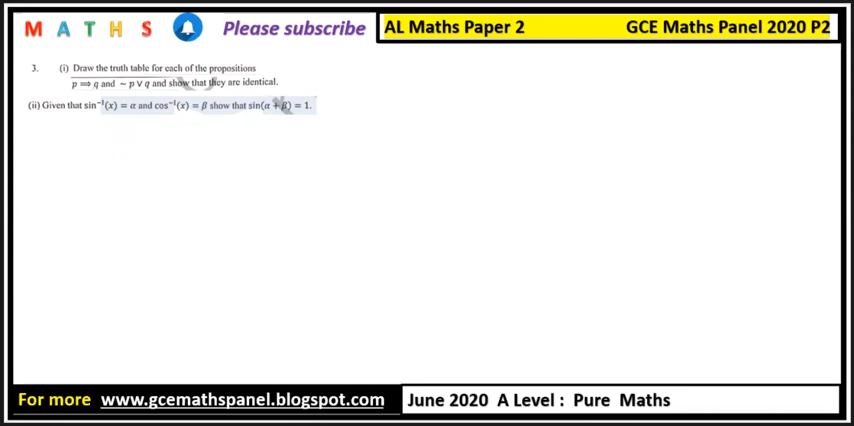 M A T H S Please subscribe AL Maths Paper 2 GCE Maths Panel 2020 P2
3. (i) Draw the truth table for each of the propositions
p ⟹ q and ~ p ∨ q and show that they are identical.
(ii) Given that sin⁻¹(x) = α and cos⁻¹(x) = β show that sin(α + β) = 1.
For more www.gcemathspanel.blogspot.com June 2020 A Level : Pure Maths